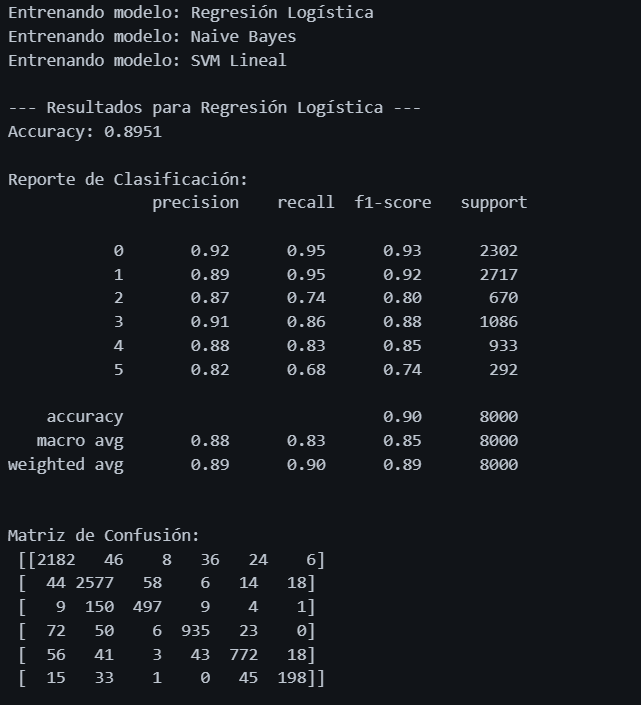 Entrenando modelo: Regresión Logística
Entrenando modelo: Naive Bayes
Entrenando modelo: SVM Lineal
--- Resultados para Regresión Logística ---
Accuracy: 0.8951
Reporte de Clasificación:
precision recall f1-score support
0 0.92 0.95 0.93 2302
1 0.89 0.95 0.92 2717
2 0.87 0.74 0.80 670
3 0.91 0.86 0.88 1086
4 0.88 0.83 0.85 933
5 0.82 0.68 0.74 292
accuracy 0.90 8000
macro avg 0.88 0.83 0.85 8000
weighted avg 0.89 0.90 0.89 8000
Matriz de Confusión:
[[2182 46 8 36 24 6]
[ 44 2577 58 6 14 18]
[ 9 150 497 9 4 1]
[ 72 50 6 935 23 0]
[ 56 41 3 43 772 18]
[ 15 33 1 0 45 198]]